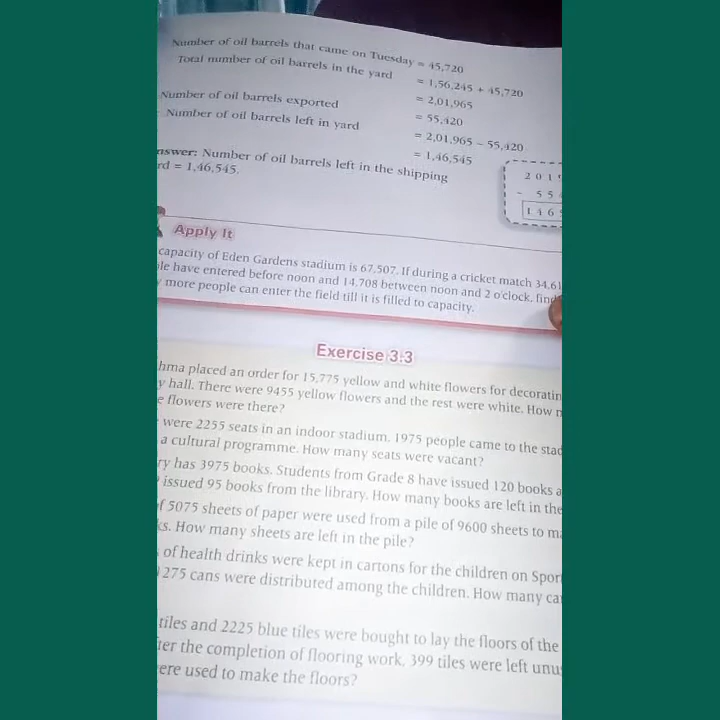 Number of oil barrels that came on Tuesday = 45,720
Total number of oil barrels in the yard = 1,56,245 + 45,720
= 2,01,965
Number of oil barrels exported = 55,420
Number of oil barrels left in yard = 2,01,965 – 55,420
= 1,46,545
nswer: Number of oil barrels left in the shipping
rd = 1,46,545.
2 0 1
– 5 5
1 4 6
Apply It
capacity of Eden Gardens stadium is 67,507. If during a cricket match 34,61
ple have entered before noon and 14,708 between noon and 2 o'clock, find
y more people can enter the field till it is filled to capacity.
Exercise 3.3
hma placed an order for 15,775 yellow and white flowers for decoratin
y hall. There were 9455 yellow flowers and the rest were white. How
e flowers were there?
were 2255 seats in an indoor stadium. 1975 people came to the stad
a cultural programme. How many seats were vacant?
ry has 3975 books. Students from Grade 8 have issued 120 books a
issued 95 books from the library. How many books are left in the
f 5075 sheets of paper were used from a pile of 9600 sheets to ma
ks. How many sheets are left in the pile?
of health drinks were kept in cartons for the children on Spor
275 cans were distributed among the children. How many ca
tiles and 2225 blue tiles were bought to lay the floors of the
ter the completion of flooring work, 399 tiles were left unu
ere used to make the floors?